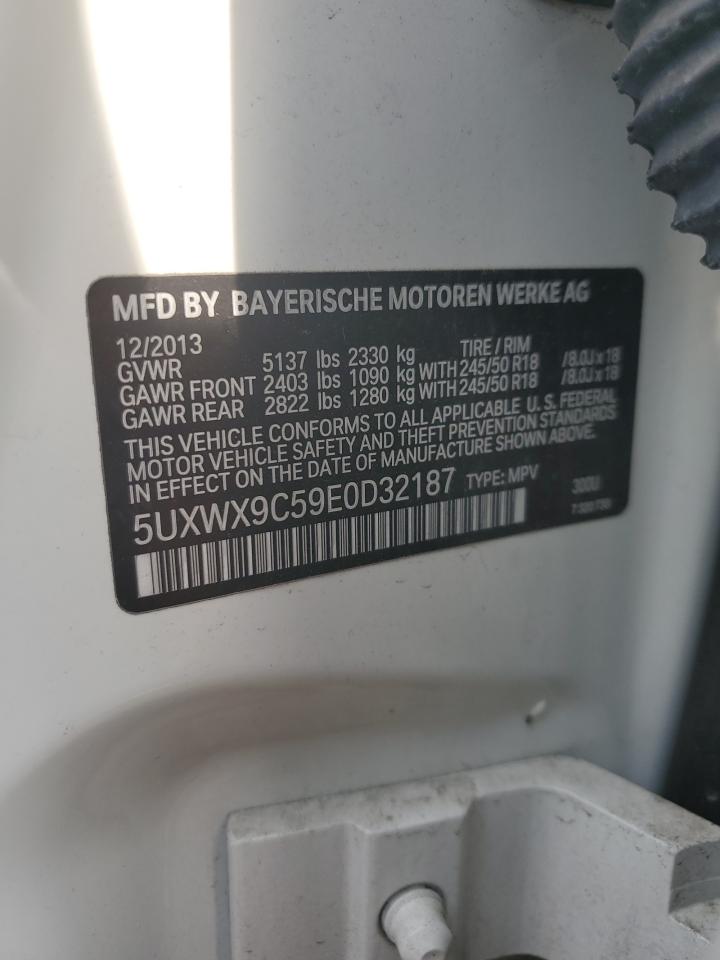 MFD BY BAYERISCHE MOTOREN WERKE AG
12/2013 TIRE / RIM
GVWR 5137 lbs 2330 kg
GAWR FRONT 2403 lbs 1090 kg WITH 245/50 R18 /8.0J x 18
GAWR REAR 2822 lbs 1280 kg WITH 245/50 R18 /8.0J x 18
THIS VEHICLE CONFORMS TO ALL APPLICABLE U.S. FEDERAL
MOTOR VEHICLE SAFETY AND THEFT PREVENTION STANDARDS
IN EFFECT ON THE DATE OF MANUFACTURE SHOWN ABOVE.
5UXWX9C59E0D32187 TYPE: MPV 300U